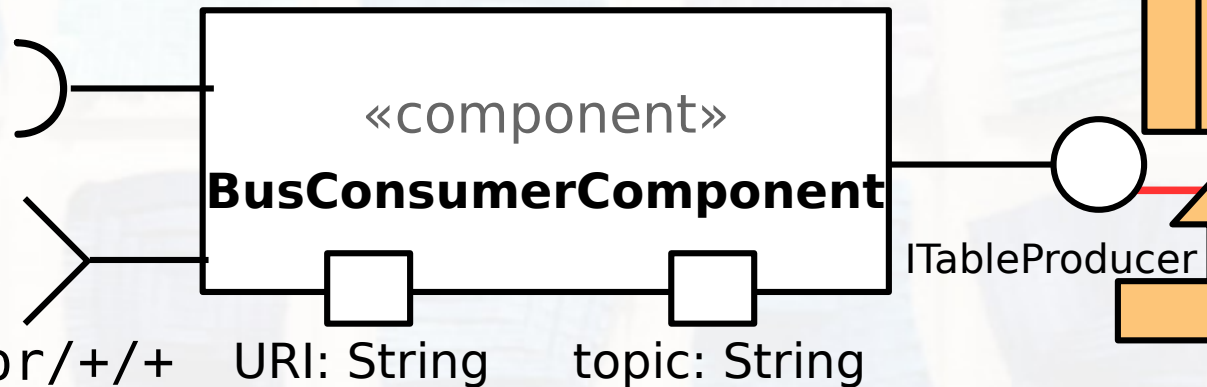 «component»
BusConsumerComponent
ITableProducer
/+/+ URI: String topic: String